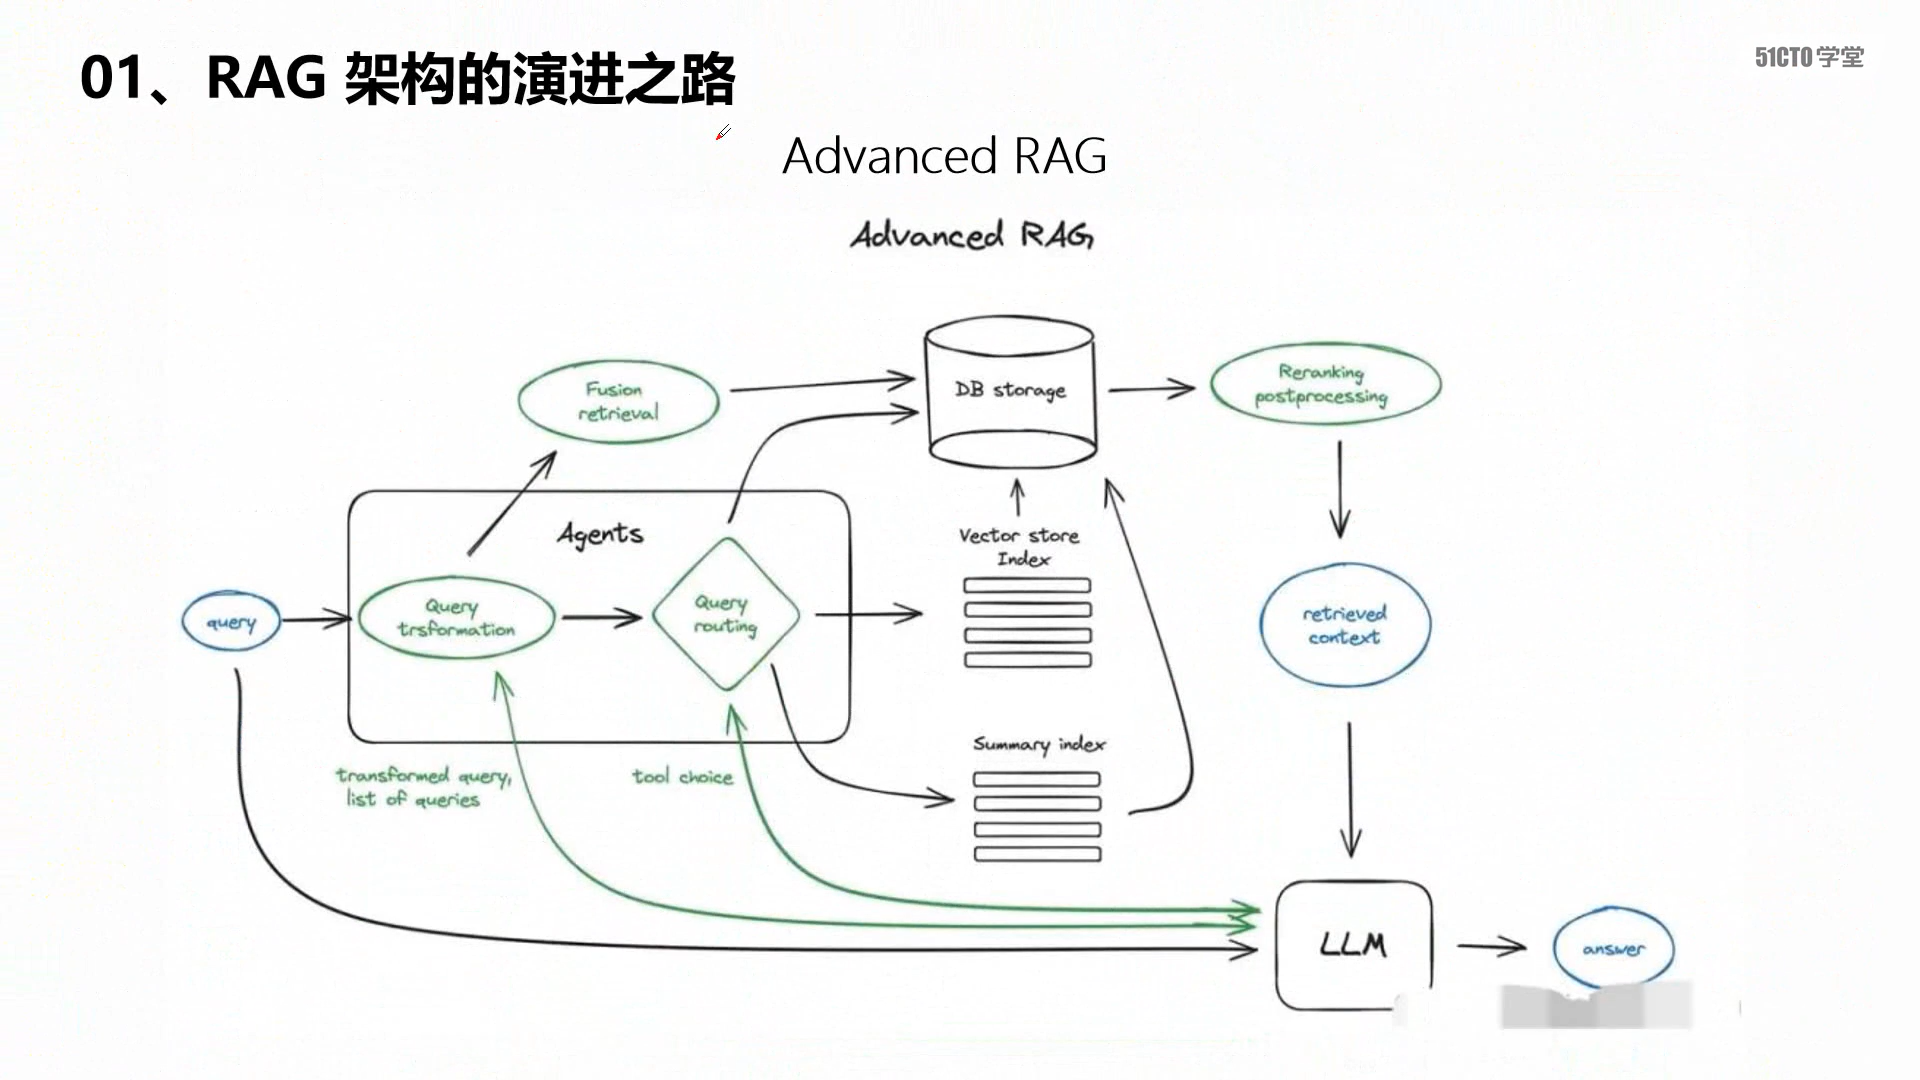 01、RAG 架构的演进之路
51CTO学堂
Advanced RAG
Advanced RAG
Fusion
retrieval
DB storage
Reranking
postprocessing
Agents
Vector store
Index
query
Query
trsformation
Query
routing
retrieved
context
transformed query,
list of queries
tool choice
Summary index
LLM
answer